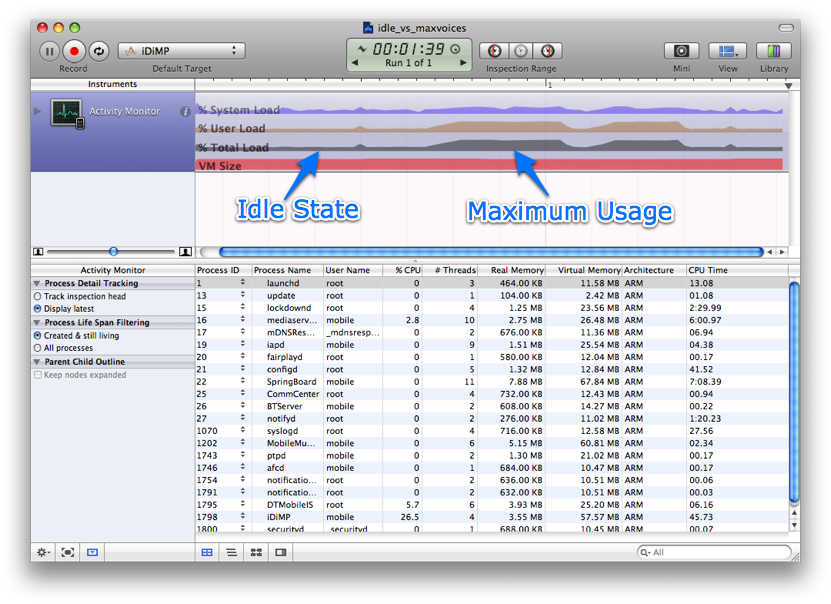 idle_vs_maxvoices
iDiMP
00:01:39
Run 1 of 1
Record
Default Target
Inspection Range
Mini
View
Library
Instruments
1
Activity Monitor
% System Load
% User Load
% Total Load
VM Size
Idle State
Maximum Usage
Activity Monitor
Process Detail Tracking
Track inspection head
Display latest
Process Life Span Filtering
Created & still living
All processes
Parent Child Outline
Keep nodes expanded
Process ID Process Name User Name % CPU # Threads Real Memory Virtual Memory Architecture CPU Time
1 launchd root 0 3 464.00 KB 11.58 MB ARM 13.08
13 update root 0 1 104.00 KB 2.42 MB ARM 01.08
15 lockdownd root 0 4 1.25 MB 23.56 MB ARM 2:29.99
16 mediaserv... mobile 2.8 10 2.75 MB 26.48 MB ARM 6:00.97
17 mDNSRes... _mdnsresp... 0 2 676.00 KB 11.36 MB ARM 06.94
19 iapd mobile 0 9 1.51 MB 25.54 MB ARM 04.38
20 fairplayd root 0 1 580.00 KB 12.04 MB ARM 00.17
21 configd root 0 5 1.32 MB 12.84 MB ARM 41.52
22 SpringBoard mobile 0 11 7.88 MB 67.84 MB ARM 7:08.39
25 CommCenter root 0 4 732.00 KB 12.43 MB ARM 00.94
26 BTServer mobile 0 2 608.00 KB 14.27 MB ARM 00.22
27 notifyd root 0 2 276.00 KB 11.02 MB ARM 1:20.23
1070 syslogd root 0 4 716.00 KB 12.58 MB ARM 27.56
1202 MobileMu... mobile 0 6 5.15 MB 60.81 MB ARM 02.34
1743 ptpd mobile 0 2 1.30 MB 21.02 MB ARM 00.17
1746 afcd mobile 0 1 684.00 KB 10.47 MB ARM 00.17
1754 notificatio... root 0 2 636.00 KB 10.51 MB ARM 00.06
1791 notificatio... root 0 2 632.00 KB 10.51 MB ARM 00.03
1795 DTMobileIS root 5.7 6 3.93 MB 25.20 MB ARM 06.16
1798 iDiMP mobile 26.5 4 3.55 MB 57.57 MB ARM 45.73
1800 securityd _securityd 0 1 688.00 KB 10.45 MB ARM 00.07
All